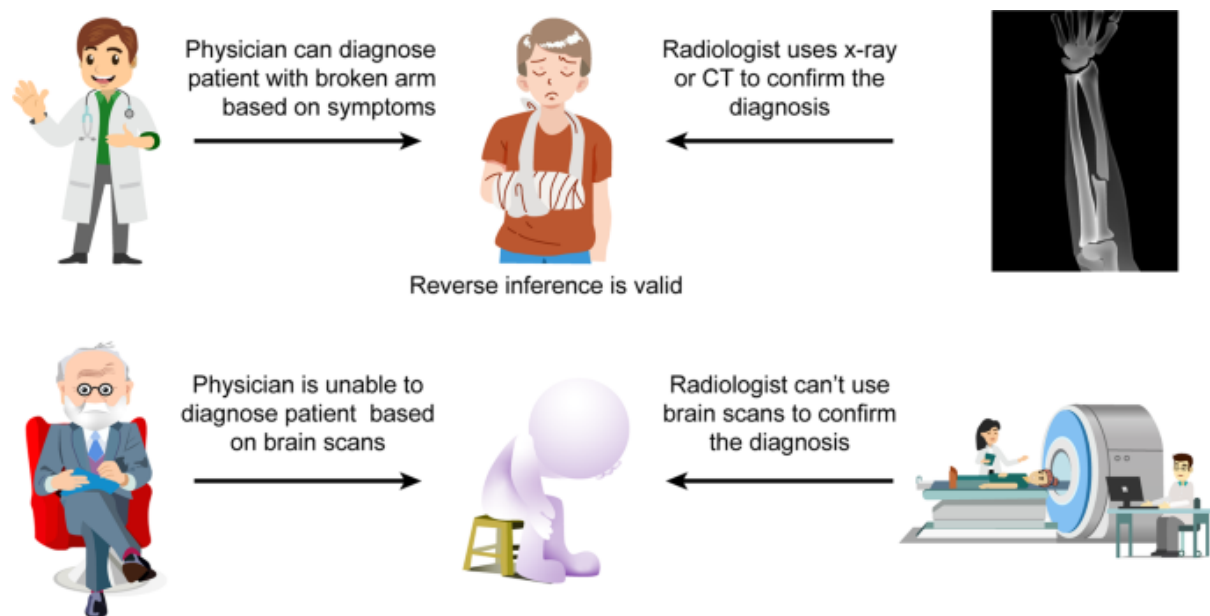 Physician can diagnose
patient with broken arm
based on symptoms
Radiologist uses x-ray
or CT to confirm the
diagnosis
Reverse inference is valid
Physician is unable to
diagnose patient based
on brain scans
Radiologist can't use
brain scans to confirm
the diagnosis